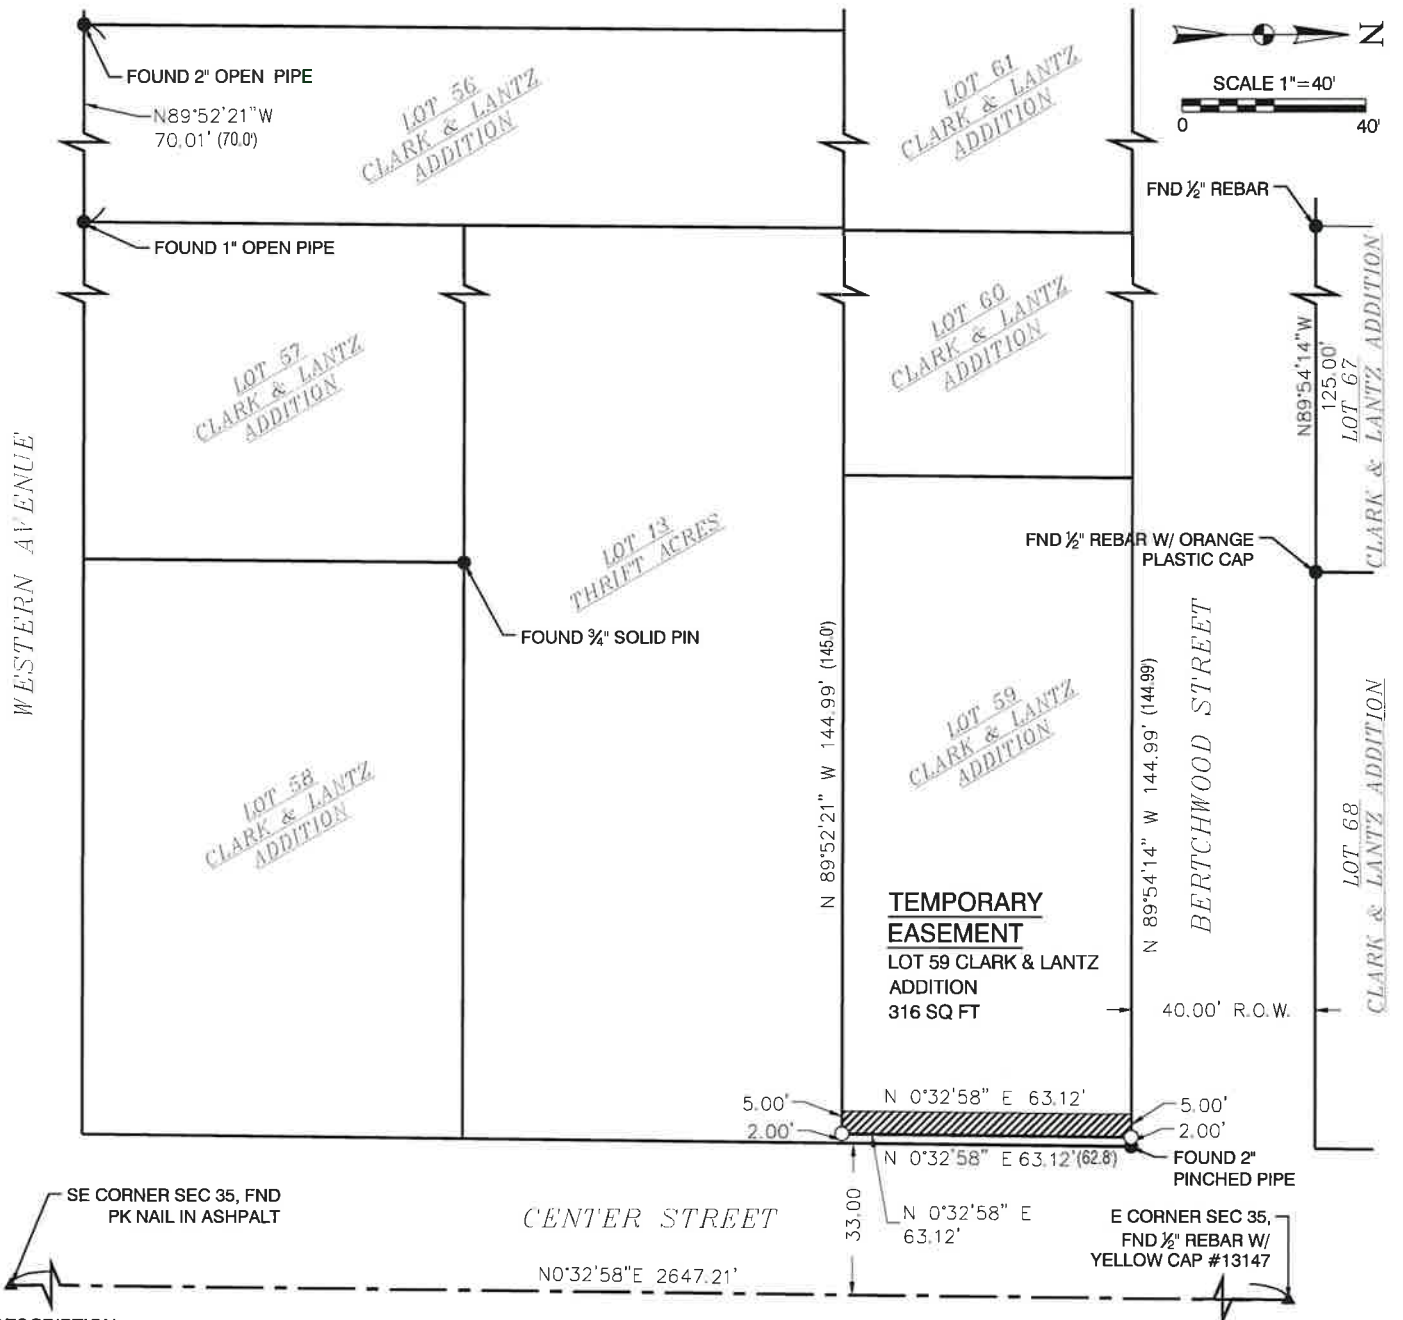 FOUND 2" OPEN PIPE
N89°52'21"W
70.01' (70.0')
LOT 56
CLARK & LANTZ
ADDITION
LOT 61
CLARK & LANTZ
ADDITION
N
SCALE 1"=40'
0 40'
FND ½" REBAR
FOUND 1" OPEN PIPE
LOT 57
CLARK & LANTZ
ADDITION
LOT 60
CLARK & LANTZ
ADDITION
N89°54'14"W
125.00'
LOT 67
CLARK & LANTZ ADDITION
WESTERN AVENUE
LOT 13
THRIFT ACRES
FND ½" REBAR W/ ORANGE
PLASTIC CAP
FOUND ¾" SOLID PIN
LOT 58
CLARK & LANTZ
ADDITION
N 89°52'21" W 144.99' (145.0')
LOT 59
CLARK & LANTZ
ADDITION
N 89°54'14" W 144.99' (144.99')
BERTCHWOOD STREET
LOT 68
CLARK & LANTZ ADDITION
TEMPORARY
EASEMENT
LOT 59 CLARK & LANTZ
ADDITION
316 SQ FT
40.00' R.O.W.
N 0°32'58" E 63.12'
5.00'
5.00'
2.00'
2.00'
N 0°32'58" E 63.12' (62.8')
FOUND 2"
PINCHED PIPE
SE CORNER SEC 35, FND
PK NAIL IN ASHPALT
CENTER STREET
33.00
N 0°32'58" E
63.12'
E CORNER SEC 35,
FND ½" REBAR W/
YELLOW CAP #13147
N0°32'58"E 2647.21'